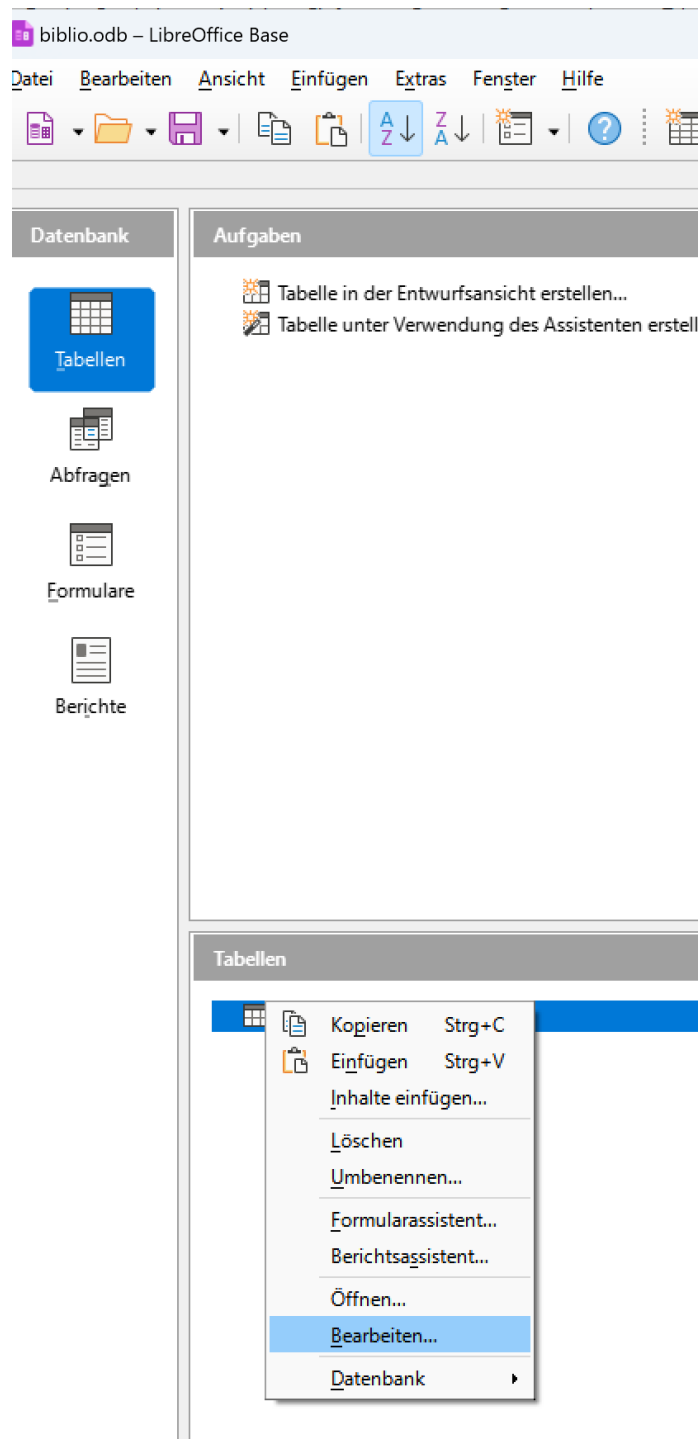 biblio.odb – LibreOffice Base
Datei Bearbeiten Ansicht Einfügen Extras Fenster Hilfe
Datenbank
Aufgaben
Tabelle in der Entwurfsansicht erstellen...
Tabelle unter Verwendung des Assistenten erstell
Tabellen
Abfragen
Formulare
Berichte
Tabellen
Kopieren Strg+C
Einfügen Strg+V
Inhalte einfügen...
Löschen
Umbenennen...
Formularassistent...
Berichtsassistent...
Öffnen...
Bearbeiten...
Datenbank